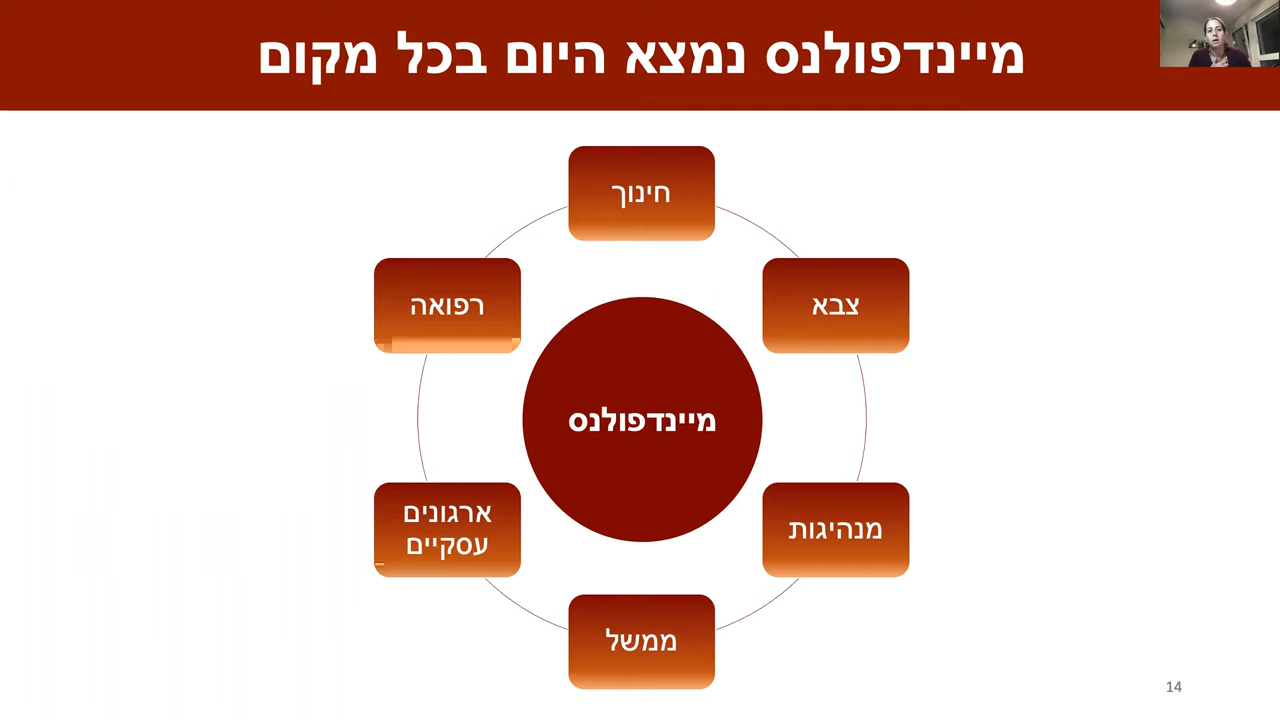 מיינדפולנס נמצא היום בכל מקום
חינוך
צבא
מנהיגות
ממשל
ארגונים
עסקיים
רפואה
מיינדפולנס
14